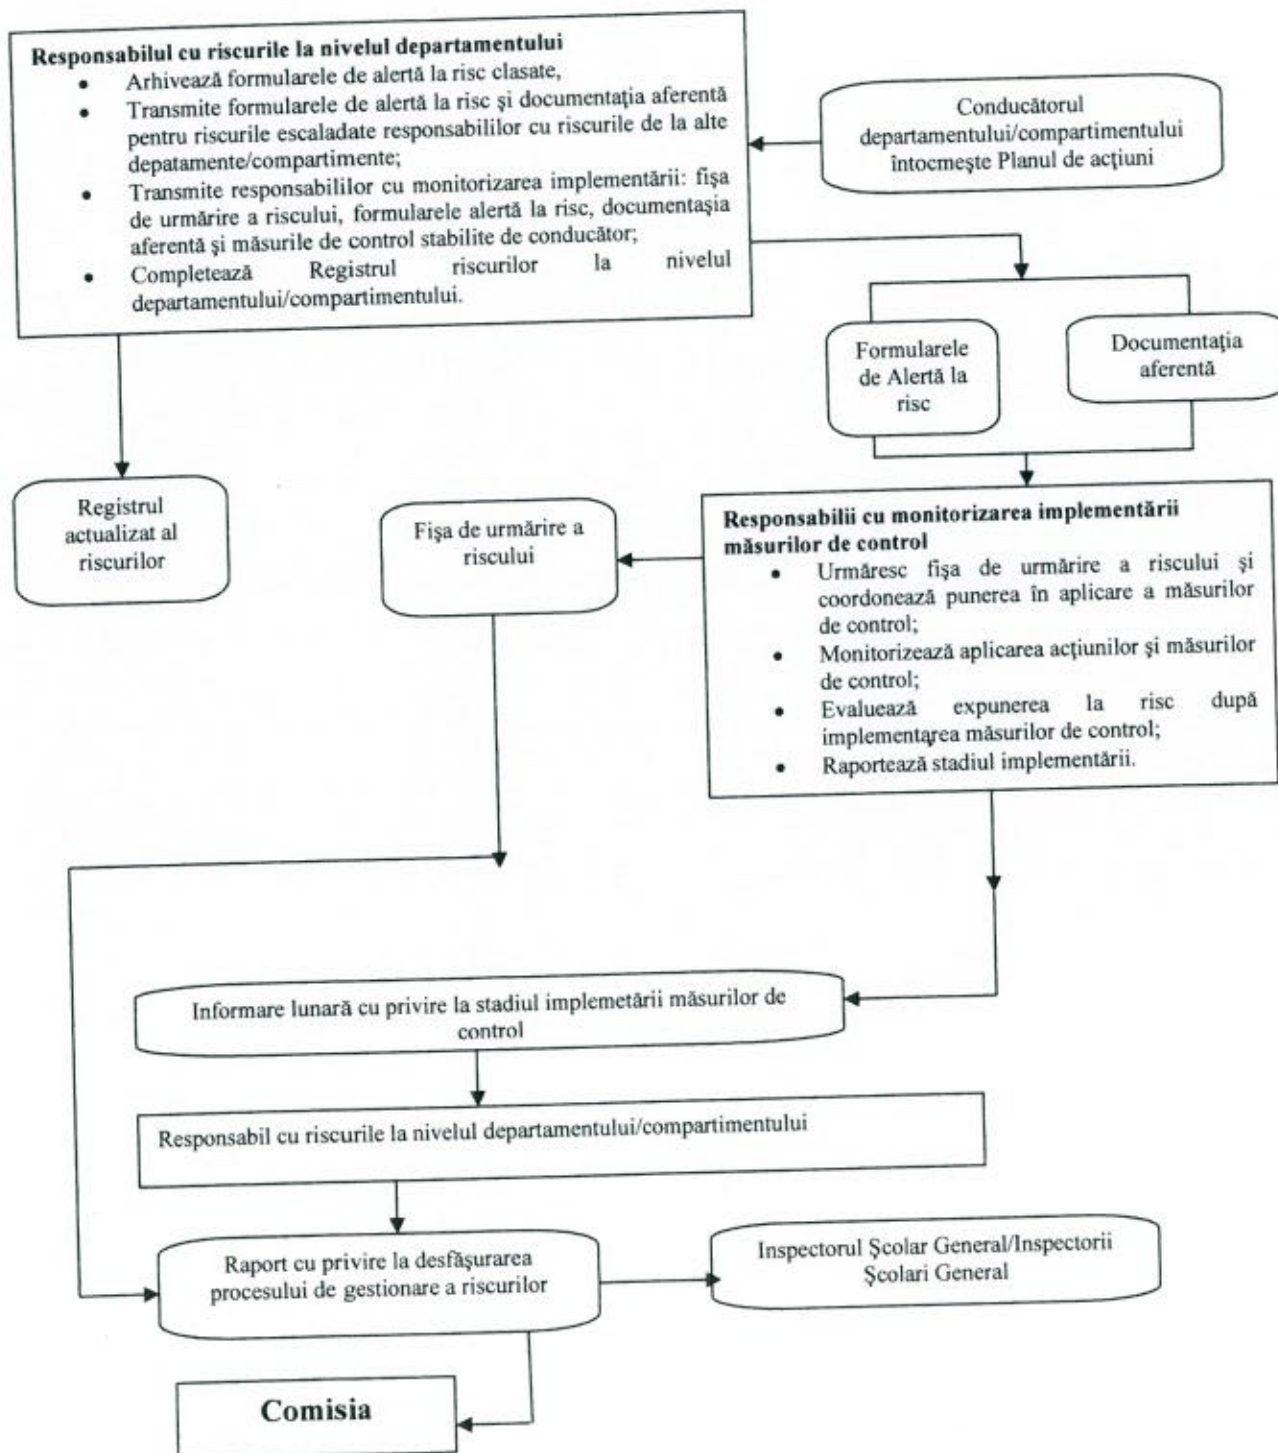 Responsabilul cu riscurile la nivelul departamentului
• Arhivează formularele de alertă la risc clasate,
• Transmite formularele de alertă la risc și documentația aferentă
pentru riscurile escaladate responsabililor cu riscurile de la alte
depatamente/compartimente;
• Transmite responsabililor cu monitorizarea implementării: fișa
de urmărire a riscului, formularele alertă la risc, documentașia
aferentă și măsurile de control stabilite de conducător;
• Completează Registrul riscurilor la nivelul
departamentului/compartimentului.
Conducătorul
departamentului/compartimentului
întocmește Planul de acțiuni
Formularele
de Alertă la
risc
Documentația
aferentă
Registrul
actualizat al
riscurilor
Fișa de urmărire a
riscului
Responsabilii cu monitorizarea implementării
măsurilor de control
• Urmăresc fișa de urmărire a riscului și
coordonează punerea în aplicare a măsurilor
de control;
• Monitorizează aplicarea acțiunilor și măsurilor
de control;
• Evaluează expunerea la risc după
implementarea măsurilor de control;
• Raportează stadiul implementării.
Informare lunară cu privire la stadiul implemetării măsurilor de
control
Responsabil cu riscurile la nivelul departamentului/compartimentului
Raport cu privire la desfășurarea
procesului de gestionare a riscurilor
Inspectorul Școlar General/Inspectorii
Școlari General
Comisia